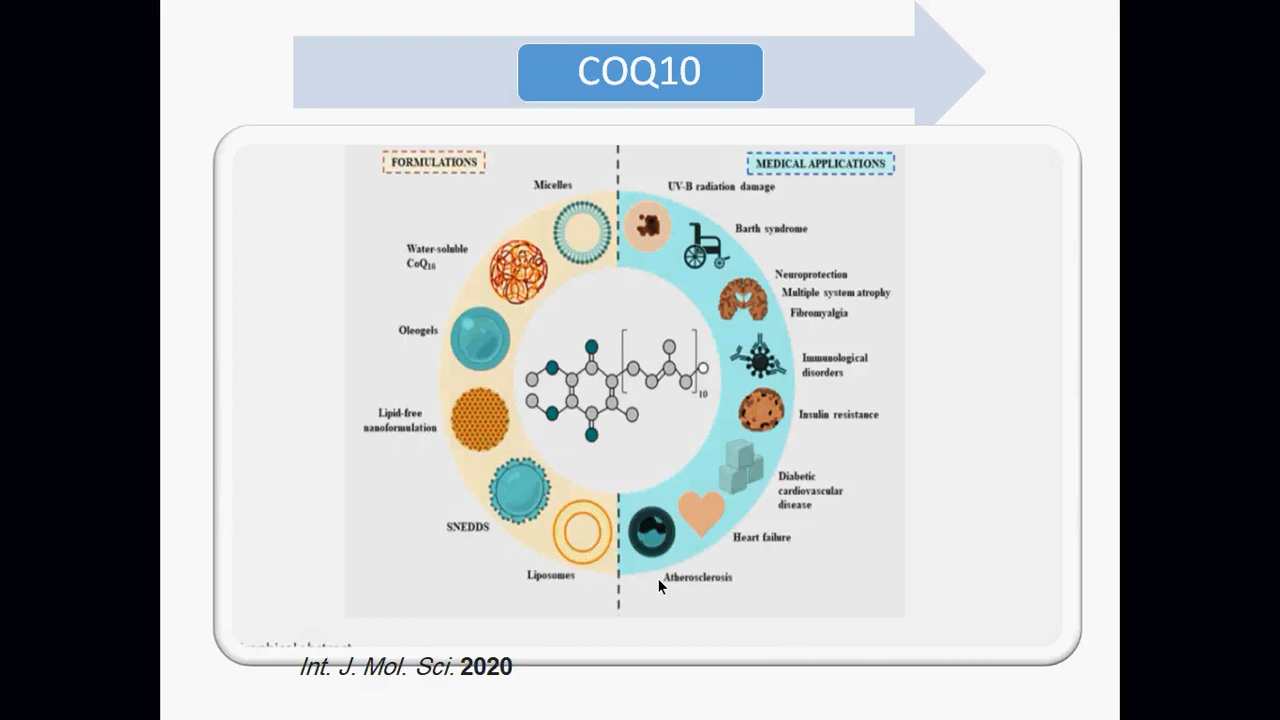 COQ10
FORMULATIONS
MEDICAL APPLICATIONS
Micelles
UV-B radiation damage
Barth syndrome
Water-soluble
CoQ10
Neuroprotection
Multiple system atrophy
Fibromyalgia
Oleogels
Immunological
disorders
Lipid-free
nanoformulation
Insulin resistance
Diabetic
cardiovascular
disease
SNEDDS
Heart failure
Liposomes
Atherosclerosis
10
Int. J. Mol. Sci. 2020